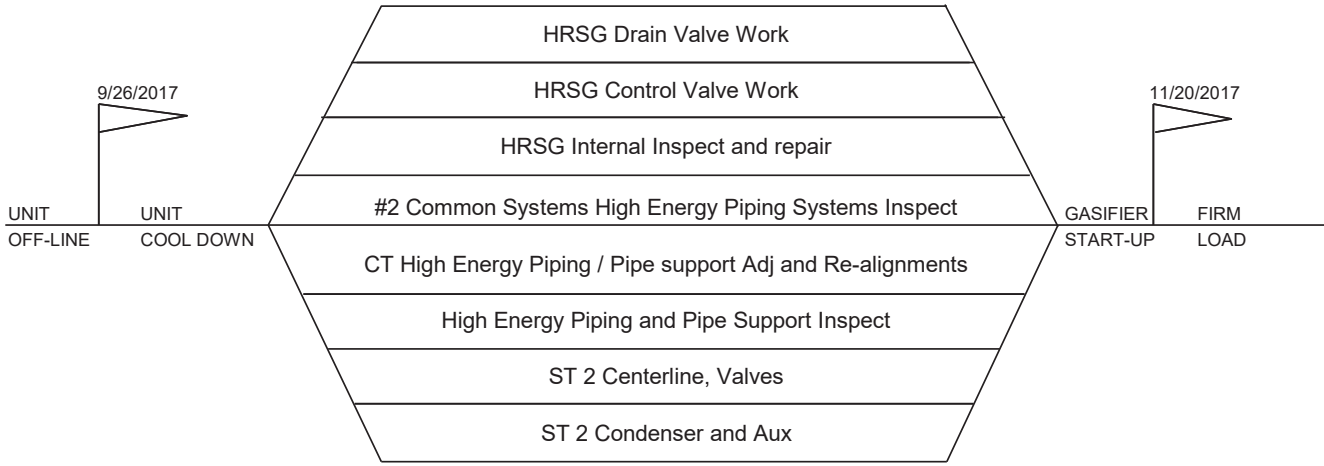 HRSG Drain Valve Work
9/26/2017
HRSG Control Valve Work
11/20/2017
HRSG Internal Inspect and repair
#2 Common Systems High Energy Piping Systems Inspect
UNIT
UNIT
GASIFIER
FIRM
OFF-LINE
COOL DOWN
START-UP
LOAD
CT High Energy Piping / Pipe support Adj and Re-alignments
High Energy Piping and Pipe Support Inspect
ST 2 Centerline, Valves
ST 2 Condenser and Aux